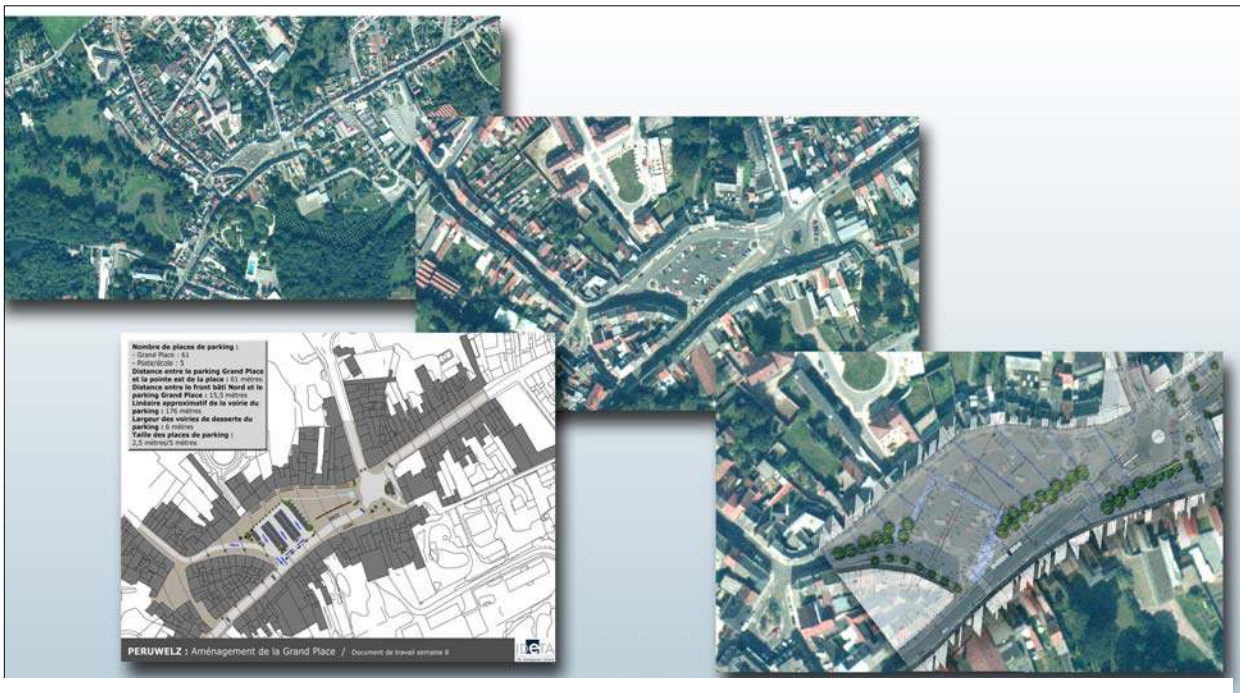 Nombre de places de parking :
- Grand Place : 61
- Poste/école : 5
Distance entre le parking Grand Place
et la pointe est de la place : 61 mètres
Distance entre le front bâti Nord et le
parking Grand Place : 15,5 mètres
Linéaire approximatif de la voirie du
parking : 176 mètres
Largeur des voiries de desserte du
parking : 6 mètres
Taille des places de parking :
2,5 mètres/5 mètres
PERUWELZ : Aménagement de la Grand Place / Document de travail semaine 8
IDETA